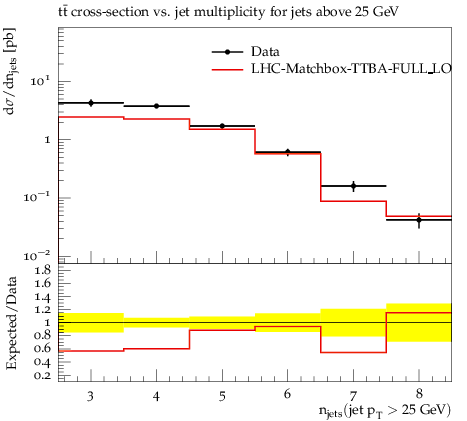 tt̄ cross-section vs. jet multiplicity for jets above 25 GeV
dσ/dn_jets [pb]
Data
LHC-Matchbox-TTBA-FULL_LO
10¹
1
10⁻¹
10⁻²
Expected/Data
1.8
1.6
1.4
1.2
1
0.8
0.6
0.4
0.2
3 4 5 6 7 8
n_jets(jet p_T > 25 GeV)